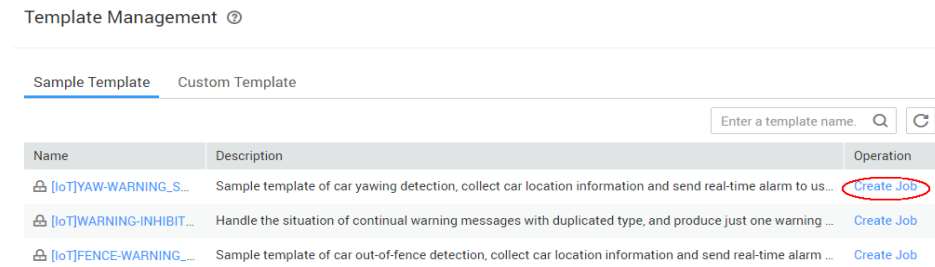 Template Management
Sample Template Custom Template
Enter a template name.
Name Description Operation
[IoT]YAW-WARNING_S... Sample template of car yawing detection, collect car location information and send real-time alarm to us... Create Job
[IoT]WARNING-INHIBIT... Handle the situation of continual warning messages with duplicated type, and produce just one warning ... Create Job
[IoT]FENCE-WARNING_... Sample template of car out-of-fence detection, collect car location information and send real-time alarm ... Create Job